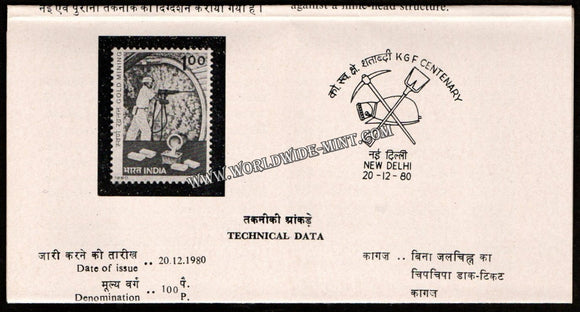 नई एवं पुरानी तकनीक का दिग्दर्शन कराया गया है ।
against a mine-head structure.
1.00
स्वर्ण खनन GOLD MINING
भारत INDIA
को. स्व. क्षे. शताब्दी K G F CENTENARY
नई दिल्ली
NEW DELHI
20-12-80
WWW.WORLDWIDE-MINT.COM
तकनीकी आंकड़े
TECHNICAL DATA
जारी करने की तारीख
Date of issue .. 20.12.1980
मूल्य वर्ग .. 100 पै.
Denomination P.
कागज .. बिना जलचिह्न का
चिपचिपा डाक-टिकट
कागज